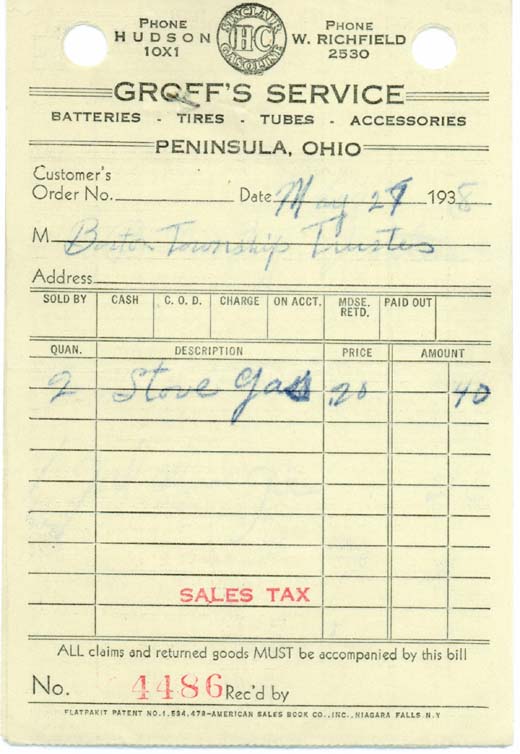 PHONE HUDSON 10X1
SINCLAIR HC GASOLINE
PHONE W. RICHFIELD 2530
GROFF'S SERVICE
BATTERIES - TIRES - TUBES - ACCESSORIES
PENINSULA, OHIO
Customer's
Order No. Date May 29 1938
M Boston Township Trustes
Address
SOLD BY CASH C. O. D. CHARGE ON ACCT. MDSE. RETD. PAID OUT
QUAN. DESCRIPTION PRICE AMOUNT
2 Stove gas .20 40
SALES TAX
ALL claims and returned goods MUST be accompanied by this bill
No. 4486 Rec'd by
FLATPAKIT PATENT NO. 1,584,479-AMERICAN SALES BOOK CO., INC., NIAGARA FALLS, N.Y